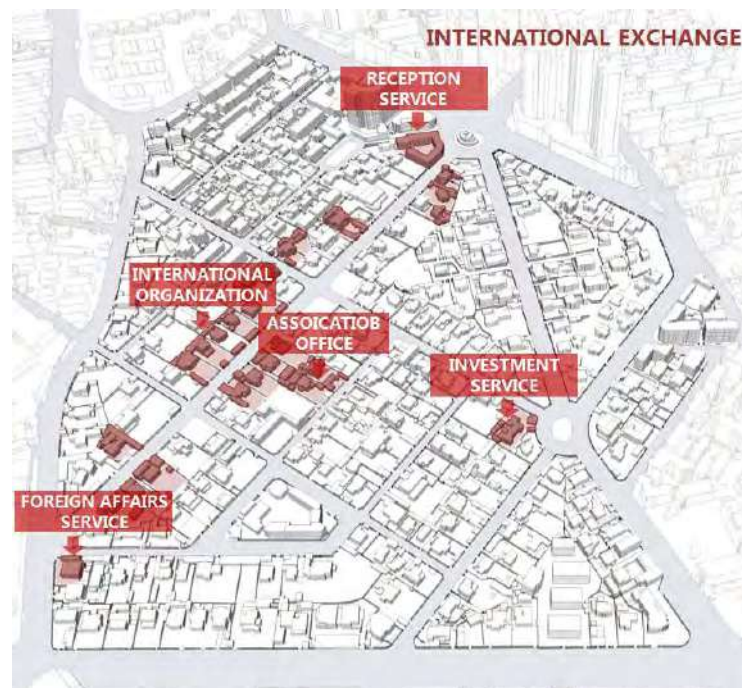 INTERNATIONAL EXCHANGE
RECEPTION
SERVICE
INTERNATIONAL
ORGANIZATION
ASSOICATIOB
OFFICE
INVESTMENT
SERVICE
FOREIGN AFFAIRS
SERVICE